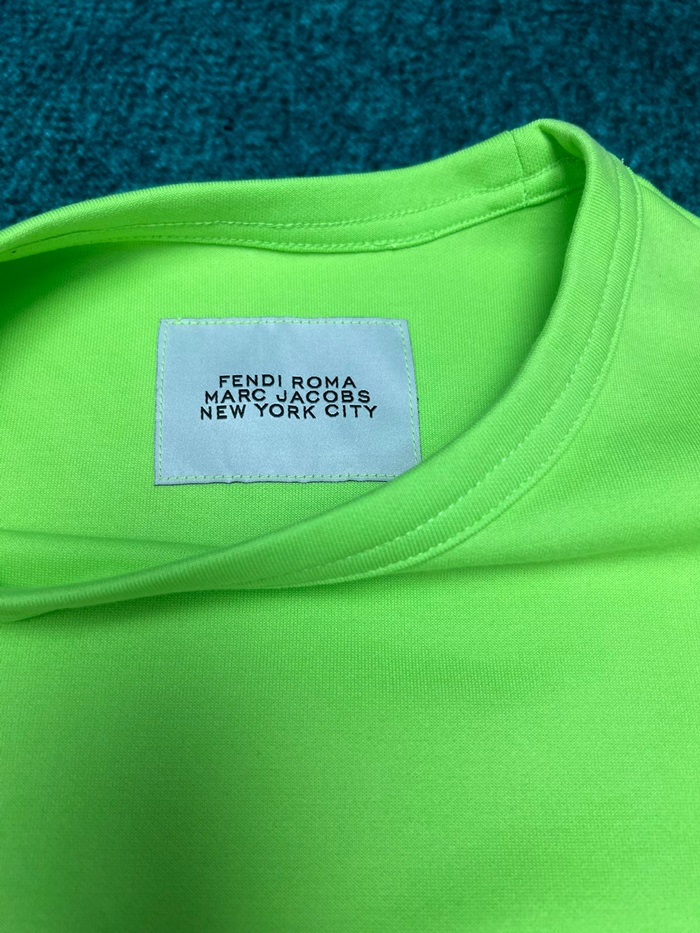 FENDI ROMA
MARC JACOBS
NEW YORK CITY